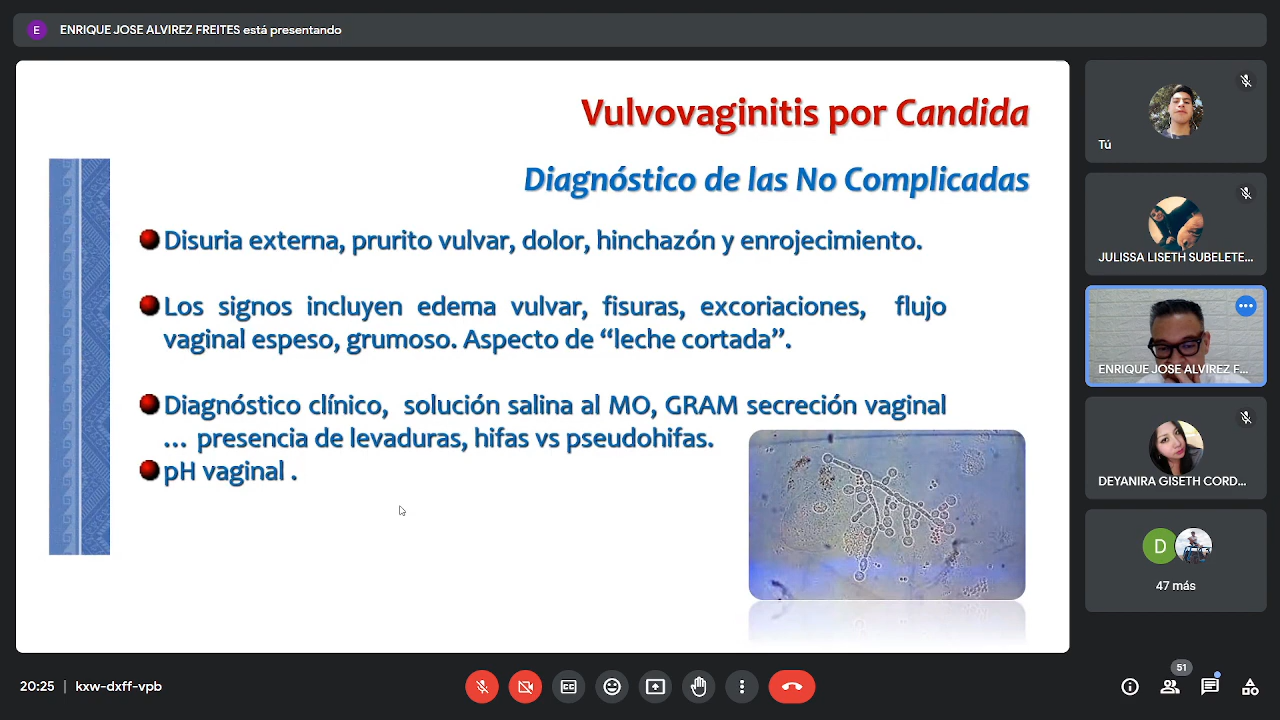 E
ENRIQUE JOSE ALVIREZ FREITES está presentando
Vulvovaginitis por Candida
Diagnóstico de las No Complicadas
Disuria externa, prurito vulvar, dolor, hinchazón y enrojecimiento.
Los signos incluyen edema vulvar, fisuras, excoriaciones, flujo
vaginal espeso, grumoso. Aspecto de “leche cortada”.
Diagnóstico clínico, solución salina al MO, GRAM secreción vaginal
... presencia de levaduras, hifas vs pseudohifas.
pH vaginal .
Tú
JULISSA LISETH SUBELETE...
ENRIQUE JOSE ALVIREZ F...
DEYANIRA GISETH CORD...
D
47 más
20:25 | kxw-dxff-vpb
51